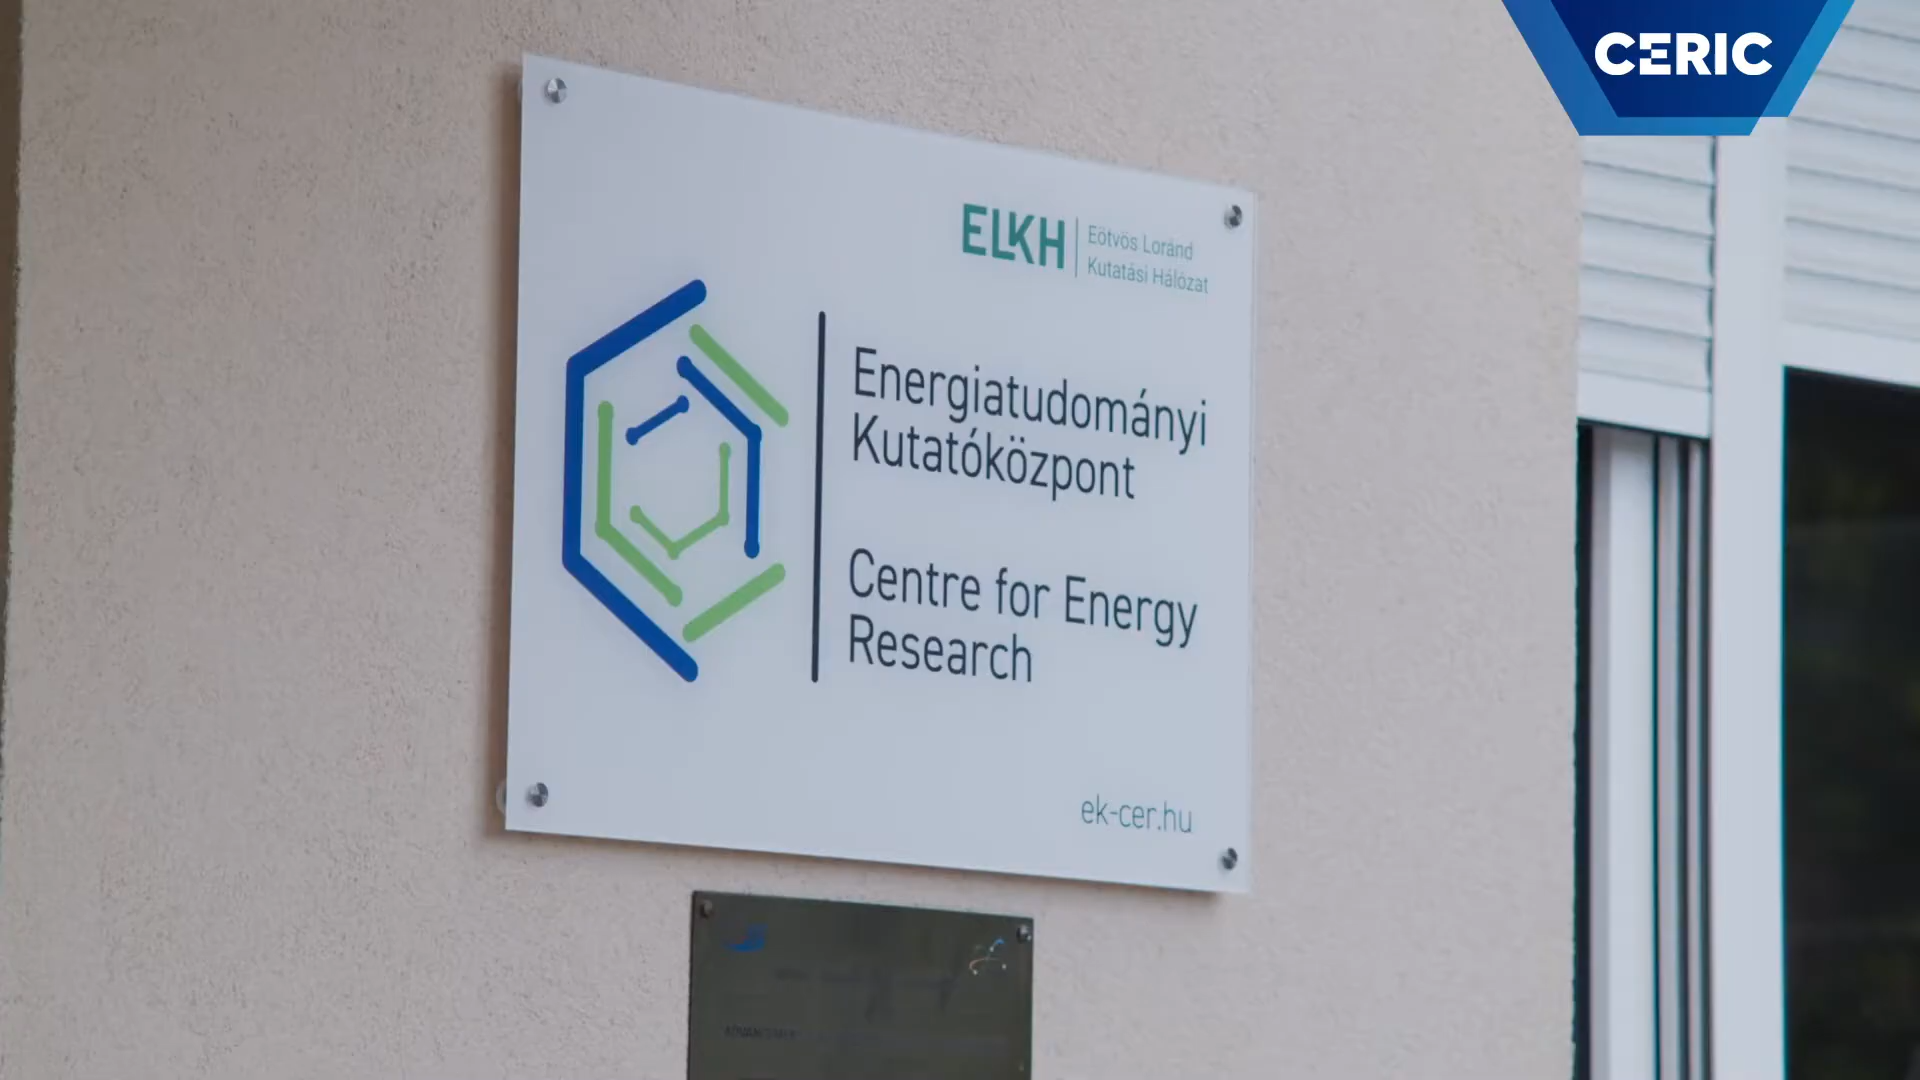 CERIC
ELKH
Eötvös Loránd
Kutatási Hálózat
Energiatudományi
Kutatóközpont
Centre for Energy
Research
ek-cer.hu